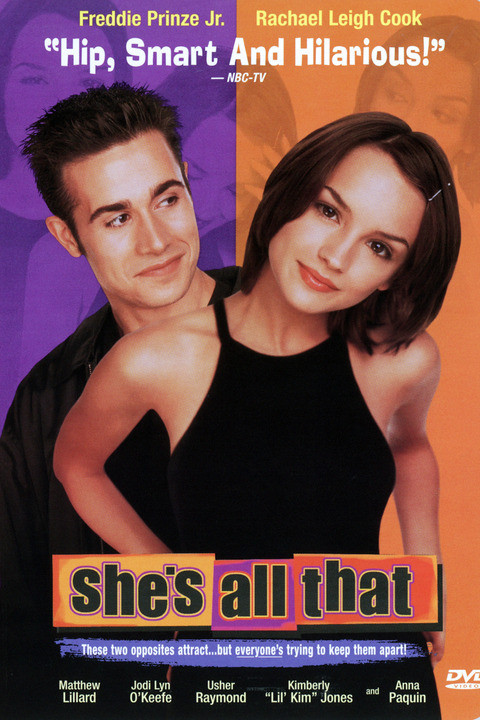 Freddie Prinze Jr. Rachael Leigh Cook
“Hip, Smart And Hilarious!”
— NBC-TV
she's all that
These two opposites attract...but everyone's trying to keep them apart!
Matthew Lillard
Jodi Lyn O'Keefe
Usher Raymond
Kimberly “Lil' Kim” Jones
and
Anna Paquin
DVD
VIDEO